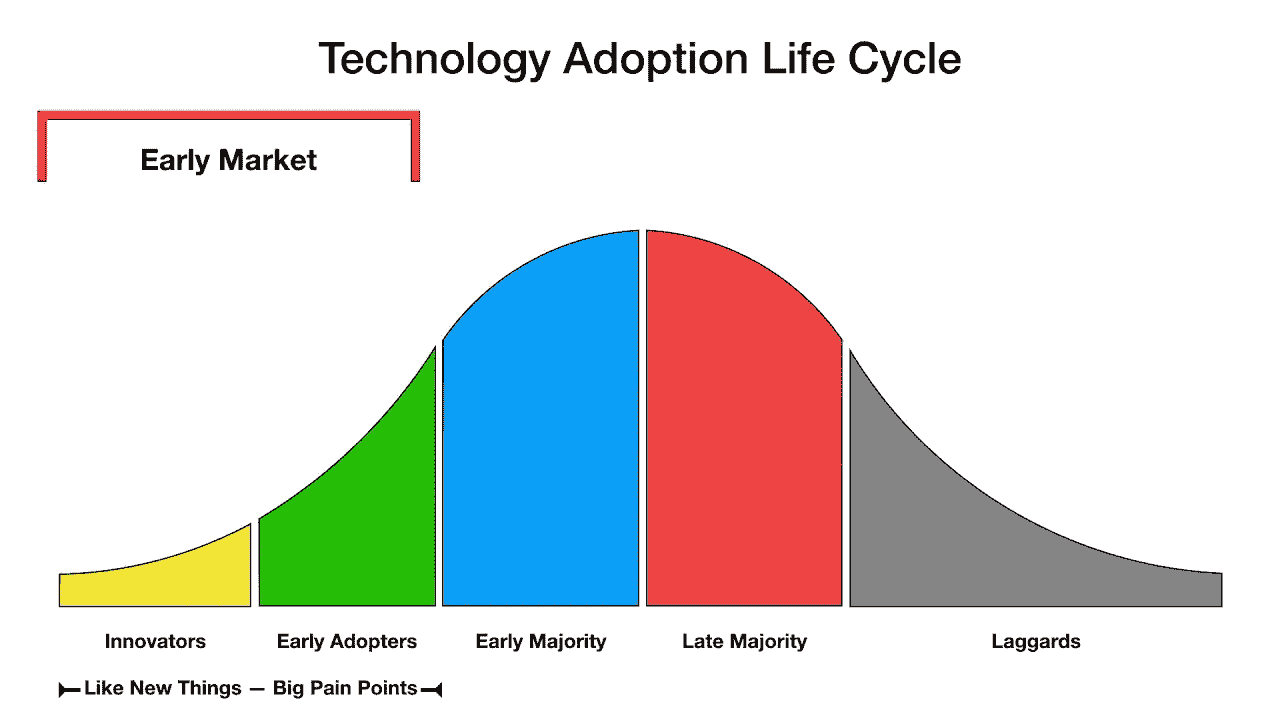 Technology Adoption Life Cycle
Early Market
Innovators
Early Adopters
Early Majority
Late Majority
Laggards
Like New Things — Big Pain Points